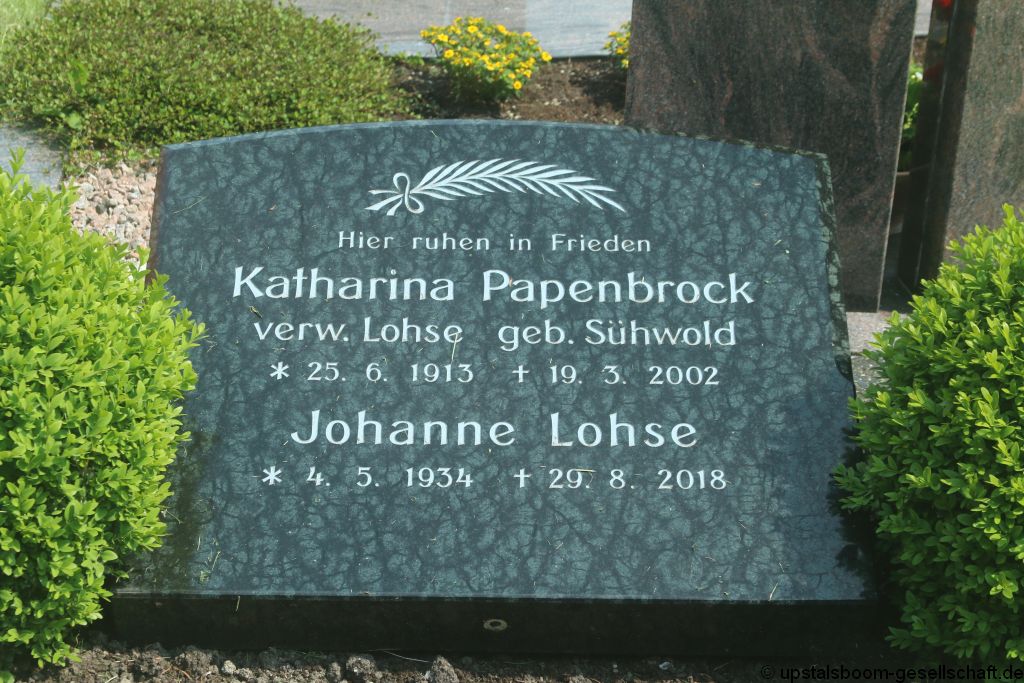 Hier ruhen in Frieden
Katharina Papenbrock
verw. Lohse geb. Sühwold
* 25. 6. 1913 † 19. 3. 2002
Johanne Lohse
* 4. 5. 1934 † 29. 8. 2018
© upstalsboom-gesellschaft.de